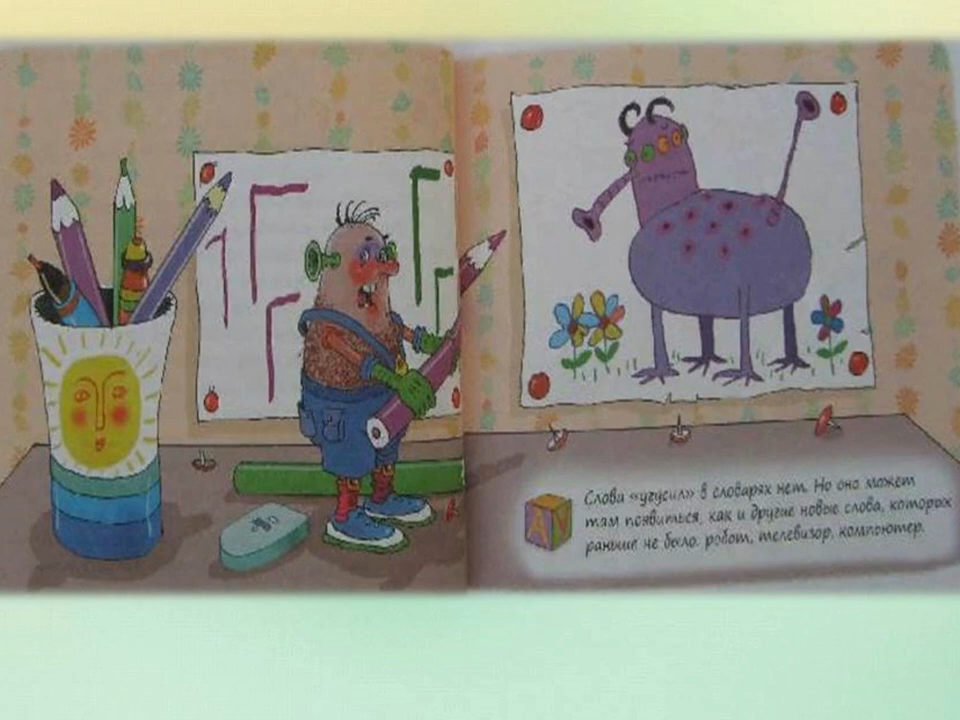 Слова «угусил» в словарях нет. Но оно может
там появиться, как и другие новые слова, которых
раньше не было: робот, телевизор, компьютер.